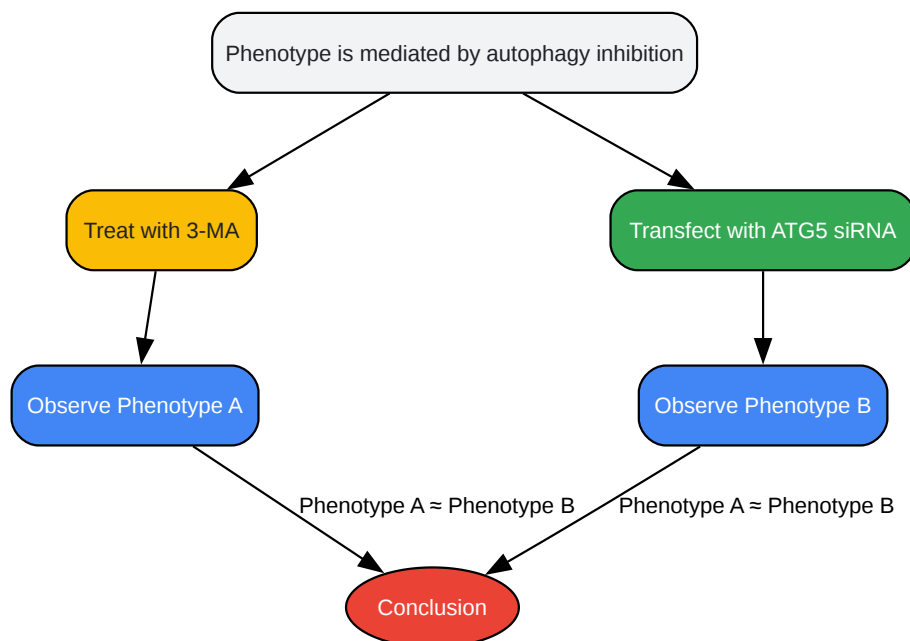 Phenotype is mediated by autophagy inhibition
Treat with 3-MA
Transfect with ATG5 siRNA
Observe Phenotype A
Observe Phenotype B
Phenotype A ≈ Phenotype B
Phenotype A ≈ Phenotype B
Conclusion